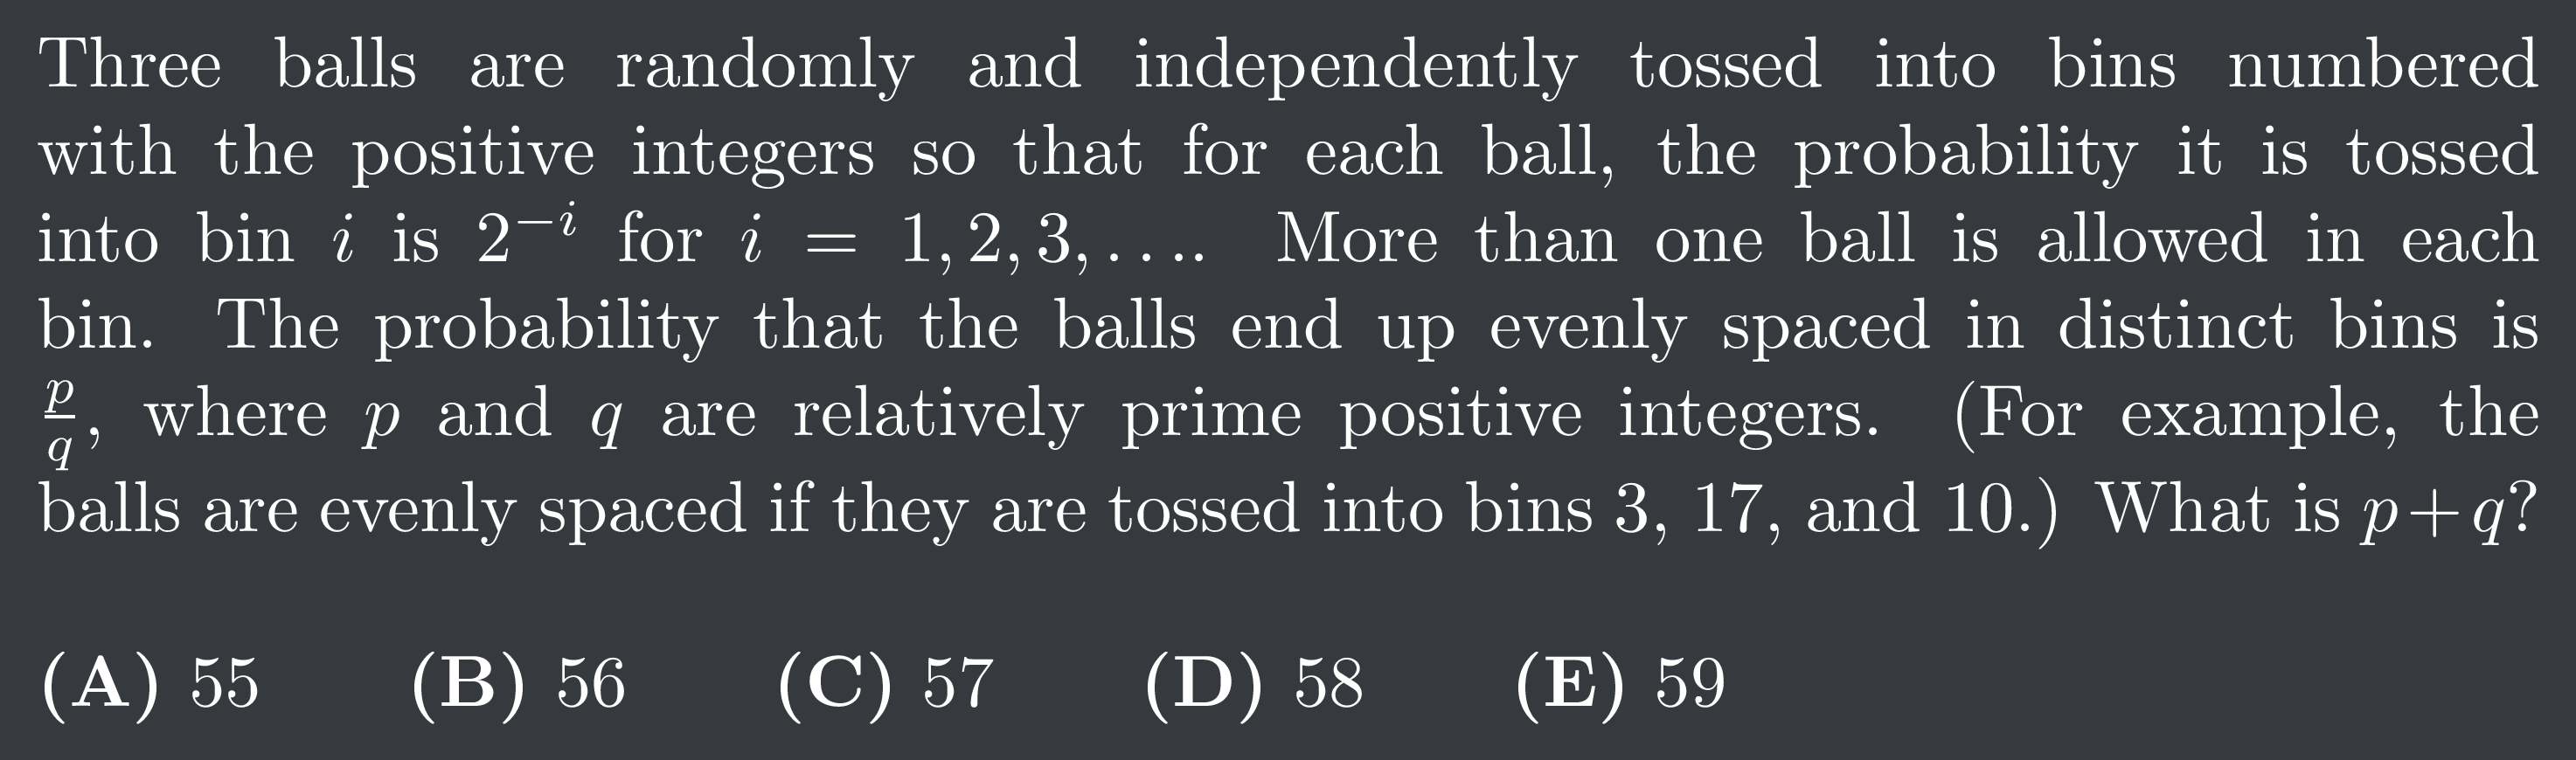 Three balls are randomly and independently tossed into bins numbered
with the positive integers so that for each ball, the probability it is tossed
into bin $i$ is $2^{-i}$ for $i = 1, 2, 3, \ldots.$ More than one ball is allowed in each
bin. The probability that the balls end up evenly spaced in distinct bins is
$\frac{p}{q}$, where $p$ and $q$ are relatively prime positive integers. (For example, the
balls are evenly spaced if they are tossed into bins 3, 17, and 10.) What is $p+q$?
(A) 55 (B) 56 (C) 57 (D) 58 (E) 59